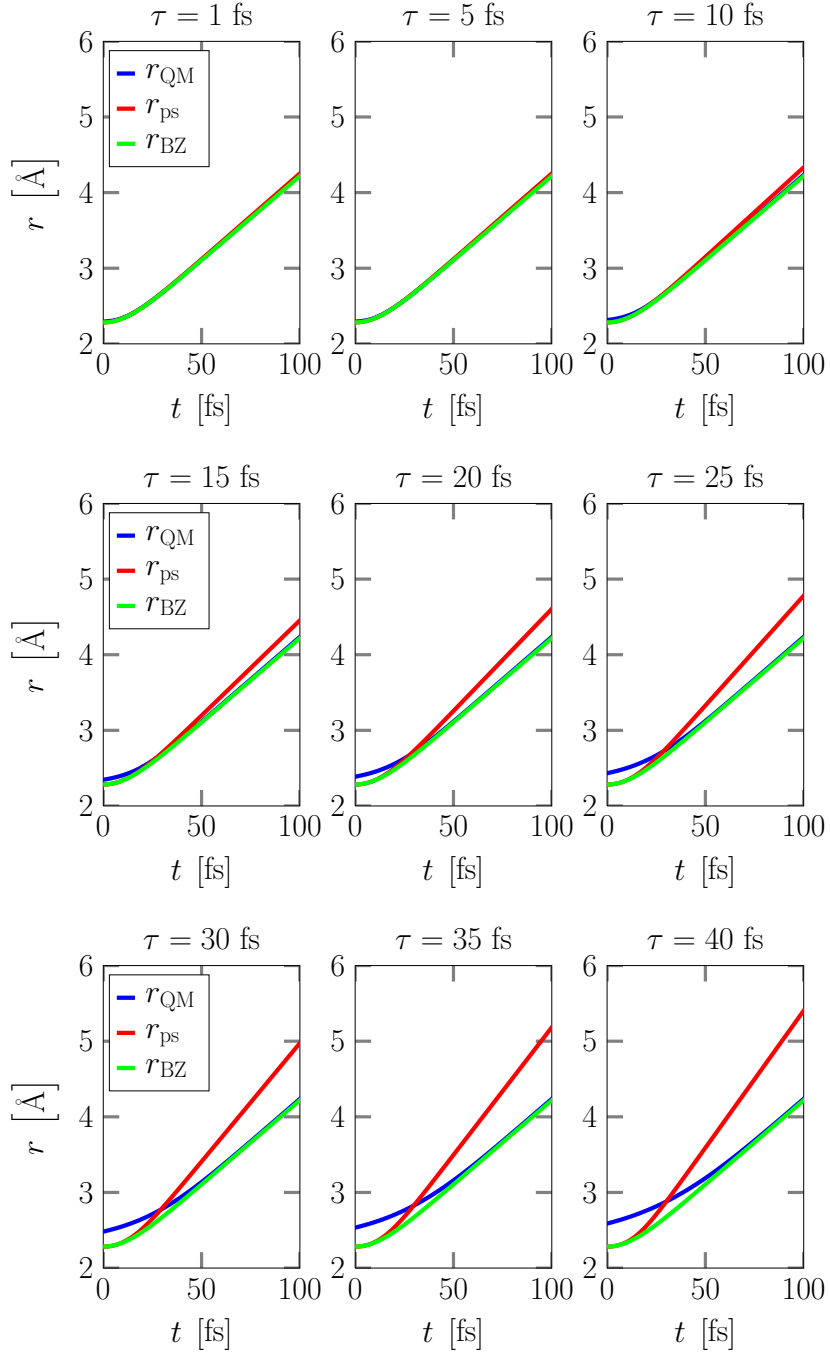 τ = 1 fs τ = 5 fs τ = 10 fs
6 6 6
r_QM
5 5 5
r_ps
r_BZ
4 4 4
r [Å]
3 3 3
2 2 2
0 50 100 0 50 100 0 50 100
t [fs] t [fs] t [fs]
τ = 15 fs τ = 20 fs τ = 25 fs
6 6 6
r_QM
5 5 5
r_ps
r_BZ
4 4 4
r [Å]
3 3 3
2 2 2
0 50 100 0 50 100 0 50 100
t [fs] t [fs] t [fs]
τ = 30 fs τ = 35 fs τ = 40 fs
6 6 6
r_QM
5 5 5
r_ps
r_BZ
4 4 4
r [Å]
3 3 3
2 2 2
0 50 100 0 50 100 0 50 100
t [fs] t [fs] t [fs]